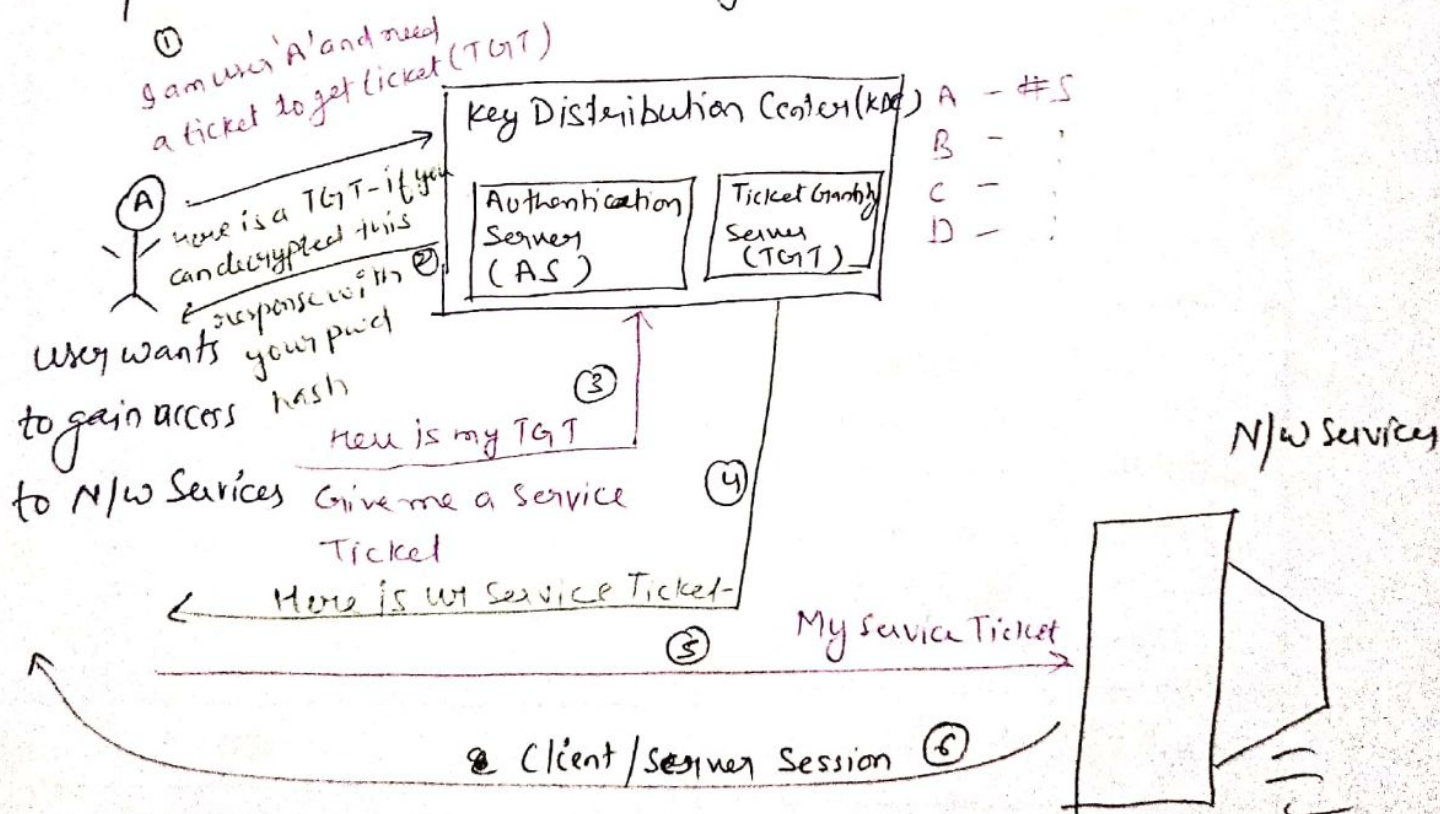 ①
I am user 'A' and need
a ticket to get ticket (TGT)
Key Distribution Center (KDC)
A - #S
B -
C -
D -
Authentication
Server
(AS)
Ticket Granting
Server
(TGT)
A
Here is a TGT - if you
can decrypted this
②
response with
your pwd
hash
User wants
to gain access
to N/W Services
③
Here is my TGT
Give me a Service
Ticket
④
Here is ur Service Ticket
N/W Services
⑤
My Service Ticket
Client/Server Session ⑥